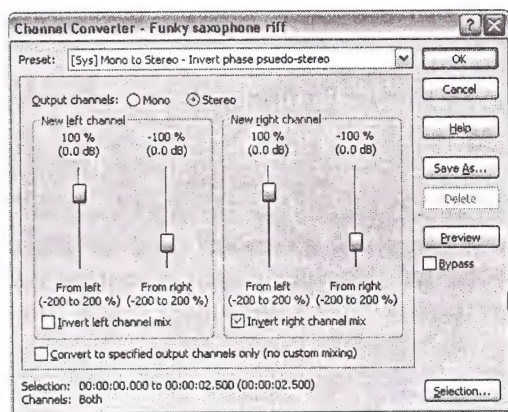 Channel Converter - Funky saxophone riff
Preset: [Sys] Mono to Stereo - Invert phase psuedo-stereo
OK
Cancel
Help
Save As...
Delete
Preview
Bypass
Output channels: Mono Stereo
New left channel New right channel
100 % -100 % 100 % -100 %
(0.0 dB) (0.0 dB) (0.0 dB) (0.0 dB)
From left From right From left From right
(-200 to 200 %) (-200 to 200 %) (-200 to 200 %) (-200 to 200 %)
Invert left channel mix Invert right channel mix
Convert to specified output channels only (no custom mixing)
Selection: 00:00:00.000 to 00:00:02.500 (00:00:02.500)
Channels: Both
Selection...